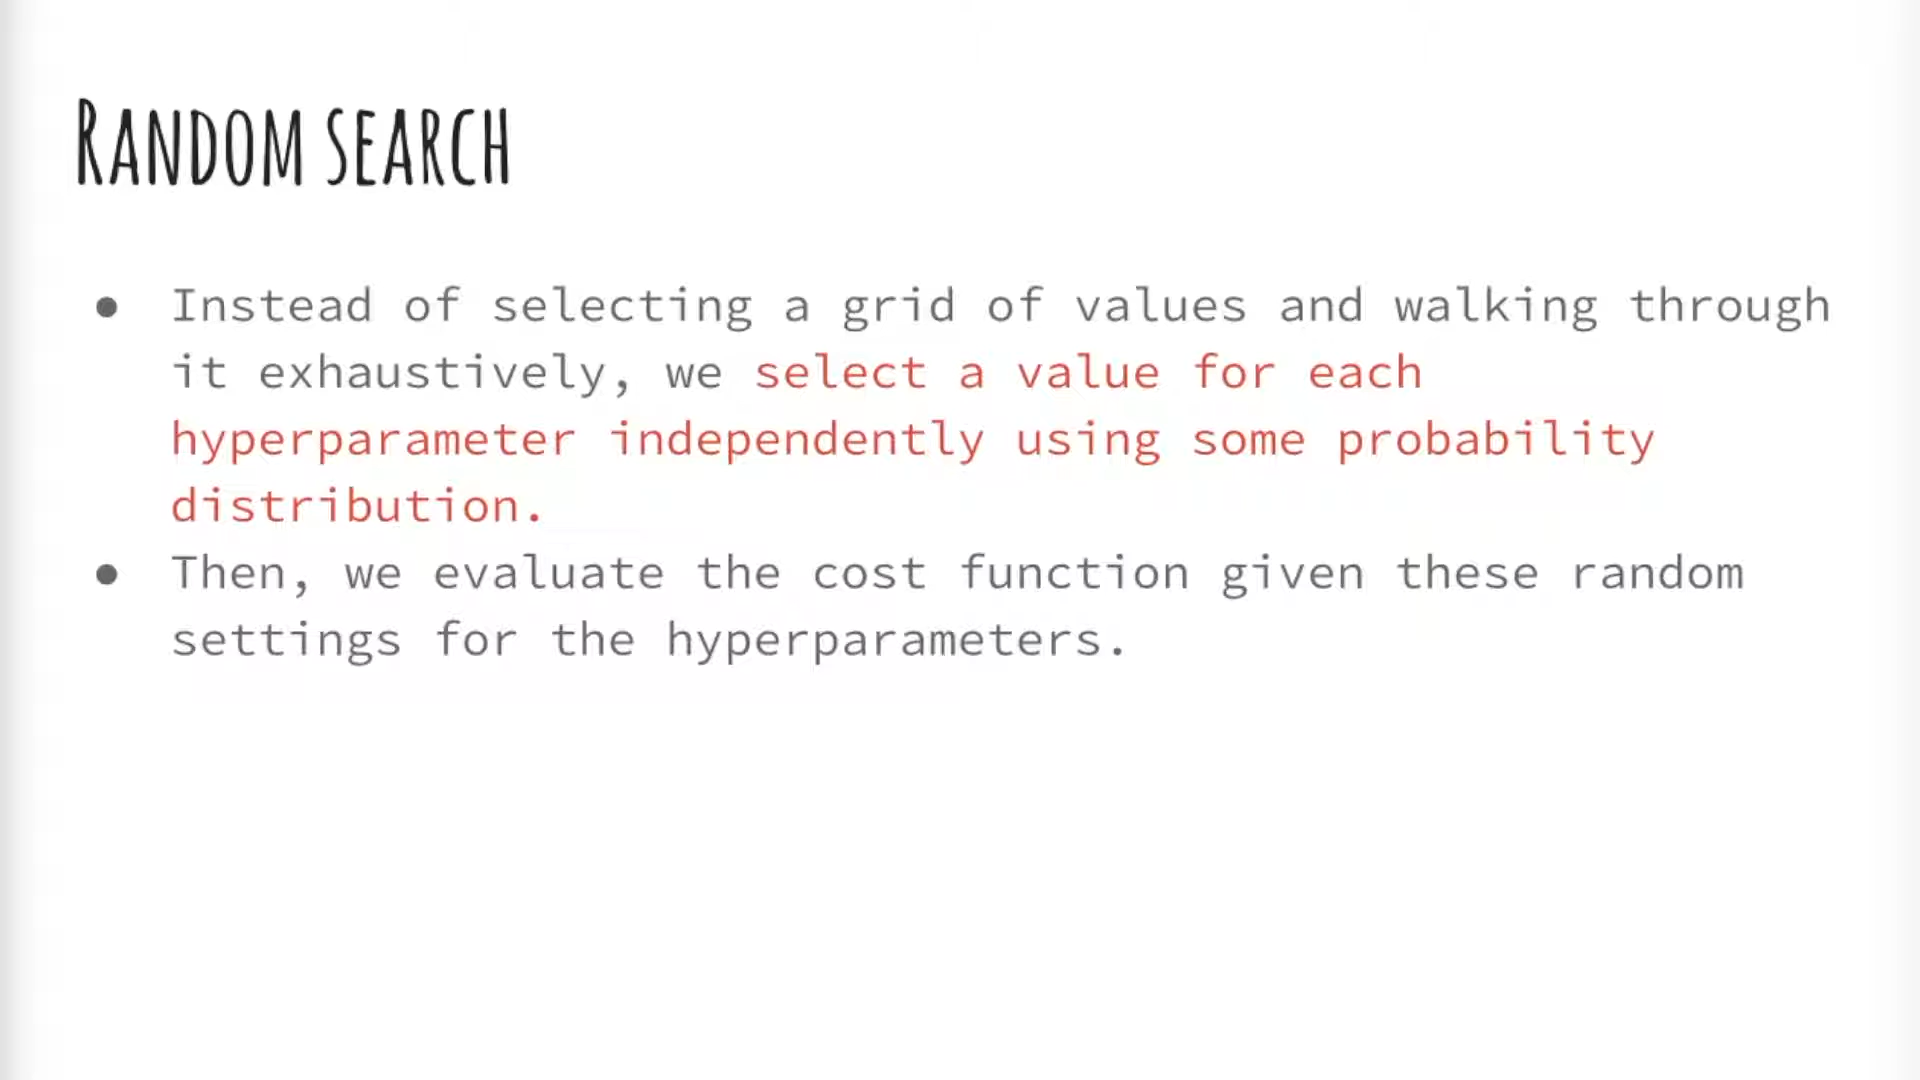 Random search
● Instead of selecting a grid of values and walking through
it exhaustively, we select a value for each
hyperparameter independently using some probability
distribution.
● Then, we evaluate the cost function given these random
settings for the hyperparameters.